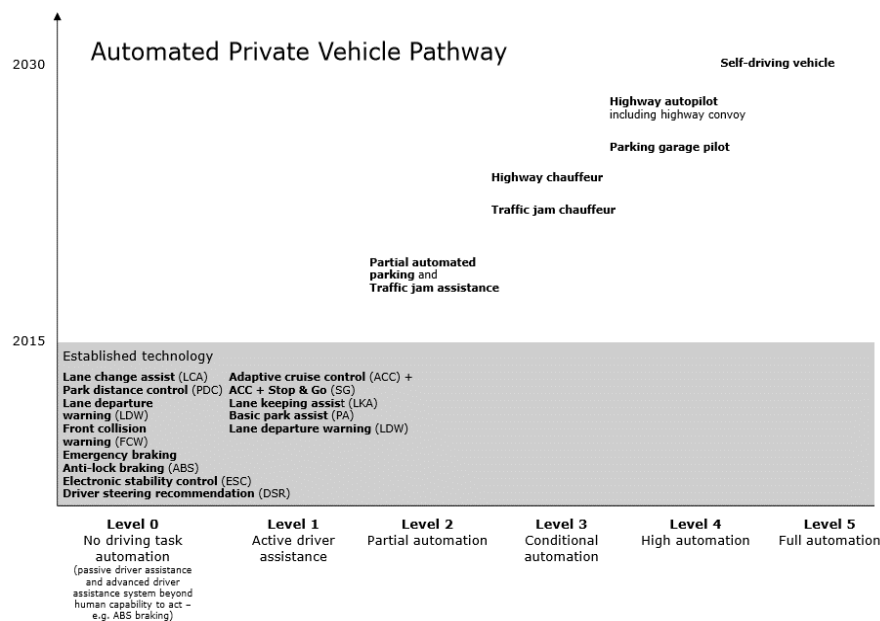 Automated Private Vehicle Pathway
2030
Self-driving vehicle
Highway autopilot
including highway convoy
Parking garage pilot
Highway chauffeur
Traffic jam chauffeur
Partial automated
parking and
Traffic jam assistance
2015
Established technology
Lane change assist (LCA)
Park distance control (PDC)
Lane departure
warning (LDW)
Front collision
warning (FCW)
Emergency braking
Anti-lock braking (ABS)
Electronic stability control (ESC)
Driver steering recommendation (DSR)
Adaptive cruise control (ACC) +
ACC + Stop & Go (SG)
Lane keeping assist (LKA)
Basic park assist (PA)
Lane departure warning (LDW)
Level 0
No driving task
automation
(passive driver assistance
and advanced driver
assistance system beyond
human capability to act –
e.g. ABS braking)
Level 1
Active driver
assistance
Level 2
Partial automation
Level 3
Conditional
automation
Level 4
High automation
Level 5
Full automation